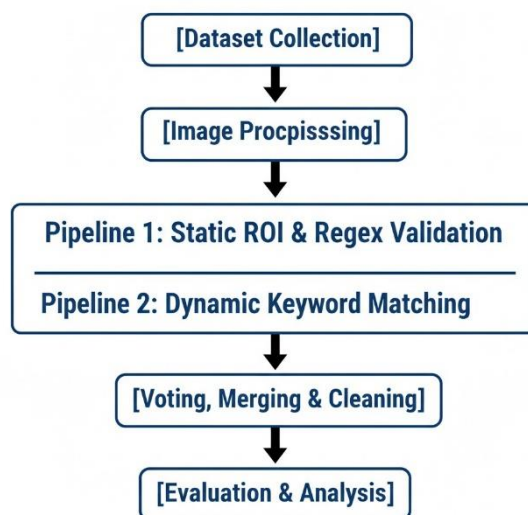 [Dataset Collection]
[Image Procpisssing]
Pipeline 1: Static ROI & Regex Validation
Pipeline 2: Dynamic Keyword Matching
[Voting, Merging & Cleaning]
[Evaluation & Analysis]